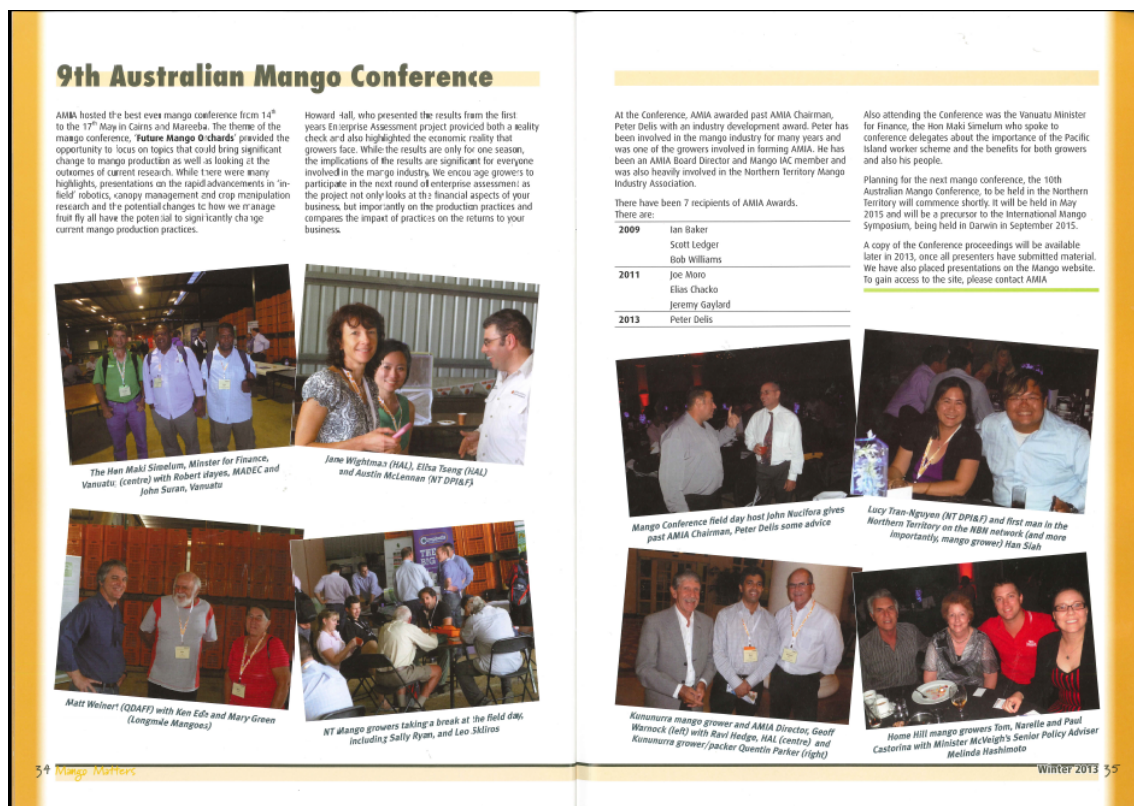 9th Australian Mango Conference
AMIA hosted the best ever mango conference from 14th
to the 17th May in Cairns and Mareeba. The theme of the
mango conference, 'Future Mango Orchards' provided the
opportunity to focus on topics that could bring significant
change to mango production as well as looking at the
outcomes of current research. While there were many
highlights, presentations on the rapid advancements in 'in-
field' robotics, canopy management and crop manipulation
research and the potential changes to how we manage
fruit fly all have the potential to significantly change
current mango production practices.
Howard Hall, who presented the results from the first
years Enterprise Assessment project provided both a reality
check and also highlighted the economic reality that
growers face. While the results are only for one season,
the implications of the results are significant for everyone
involved in the mango industry. We encourage growers to
participate in the next round of enterprise assessment as
the project not only looks at the financial aspects of your
business, but importantly on the production practices and
compares the impact of practices on the returns to your
business.
The Hon Maki Simelum, Minster for Finance,
Vanuatu; (centre) with Robert Hayes, MADEC and
John Suran, Vanuatu
Jane Wightman (HAL), Elisa Tseng (HAL)
and Austin McLennan (NT DPI&F)
Matt Weinert (QDAFF) with Ken Ede and Mary Green
(Longmile Mangoes)
THE
BIG
NT Mango growers taking a break at the field day,
including Sally Ryan, and Leo Skliros
34 Mango Matters
At the Conference, AMIA awarded past AMIA Chairman,
Peter Delis with an industry development award. Peter has
been involved in the mango industry for many years and
was one of the growers involved in forming AMIA. He has
been an AMIA Board Director and Mango IAC member and
was also heavily involved in the Northern Territory Mango
Industry Association.
There have been 7 recipients of AMIA Awards.
There are:
2009 Ian Baker
Scott Ledger
Bob Williams
2011 Joe Moro
Elias Chacko
Jeremy Gaylard
2013 Peter Delis
Also attending the Conference was the Vanuatu Minister
for Finance, the Hon Maki Simelum who spoke to
conference delegates about the importance of the Pacific
Island worker scheme and the benefits for both growers
and also his people.
Planning for the next mango conference, the 10th
Australian Mango Conference, to be held in the Northern
Territory will commence shortly. It will be held in May
2015 and will be a precursor to the International Mango
Symposium, being held in Darwin in September 2015.
A copy of the Conference proceedings will be available
later in 2013, once all presenters have submitted material.
We have also placed presentations on the Mango website.
To gain access to the site, please contact AMIA
Mango Conference field day host John Nucifora gives
past AMIA Chairman, Peter Delis some advice
Lucy Tran-Nguyen (NT DPI&F) and first man in the
Northern Territory on the NBN network (and more
importantly, mango grower) Han Siah
Kununurra mango grower and AMIA Director, Geoff
Warnock (left) with Ravi Hedge, HAL (centre) and
Kununurra grower/packer Quentin Parker (right)
Home Hill mango growers Tom, Narelle and Paul
Castorina with Minister McVeigh's Senior Policy Adviser
Melinda Hashimoto
Winter 2013 35